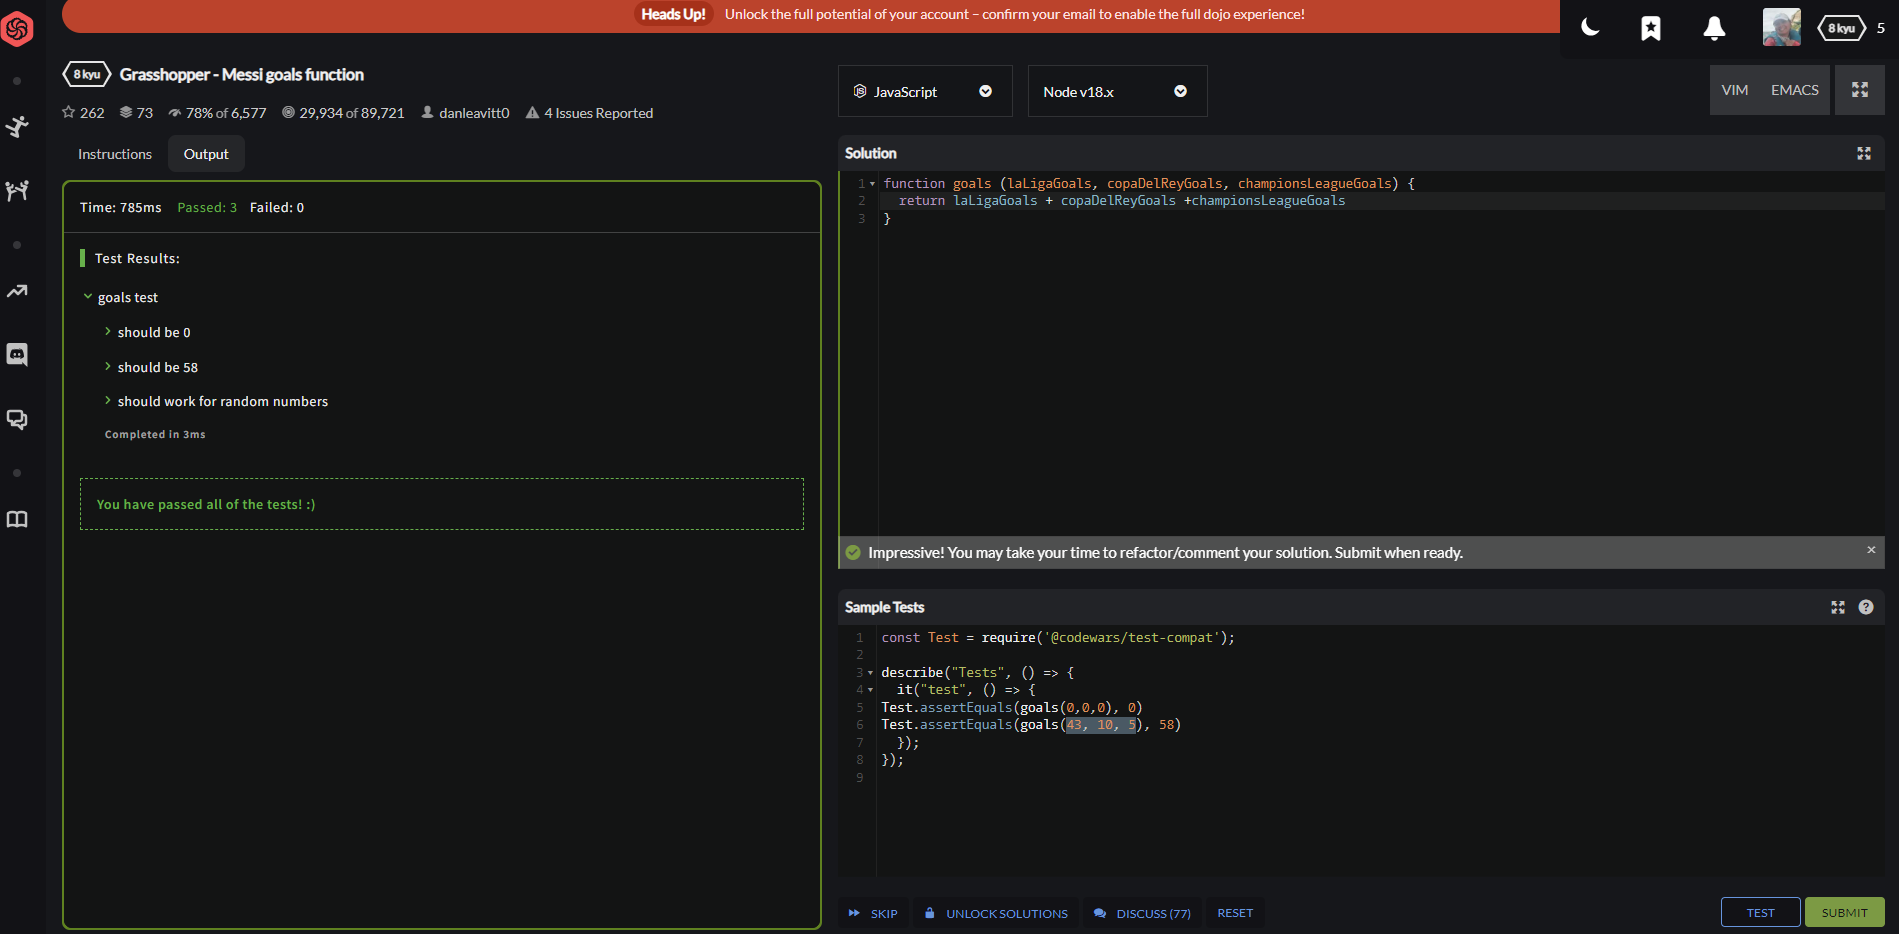 Heads Up! Unlock the full potential of your account – confirm your email to enable the full dojo experience!
8 kyu 5
8 kyu Grasshopper - Messi goals function
262 73 78% of 6,577 29,934 of 89,721 danleavitt0 4 Issues Reported
Instructions Output
Time: 785ms Passed: 3 Failed: 0
Test Results:
goals test
should be 0
should be 58
should work for random numbers
Completed in 3ms
You have passed all of the tests! :)
JavaScript Node v18.x VIM EMACS
Solution
1 function goals (laLigaGoals, copaDelReyGoals, championsLeagueGoals) {
2 return laLigaGoals + copaDelReyGoals +championsLeagueGoals
3 }
Impressive! You may take your time to refactor/comment your solution. Submit when ready. ×
Sample Tests ?
1 const Test = require('@codewars/test-compat');
2
3 describe("Tests", () => {
4 it("test", () => {
5 Test.assertEquals(goals(0,0,0), 0)
6 Test.assertEquals(goals(43, 10, 5), 58)
7 });
8 });
9
SKIP UNLOCK SOLUTIONS DISCUSS (77) RESET TEST SUBMIT